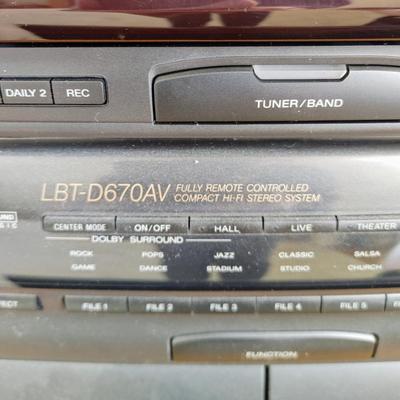 DAILY 2 REC
TUNER/BAND
LBT-D670AV FULLY REMOTE CONTROLLED
COMPACT HI-FI STEREO SYSTEM
CENTER MODE ON/OFF HALL LIVE THEATER
DOLBY SURROUND
ROCK POPS JAZZ CLASSIC SALSA
GAME DANCE STADIUM STUDIO CHURCH
FILE 1 FILE 2 FILE 3 FILE 4 FILE 5
FUNCTION